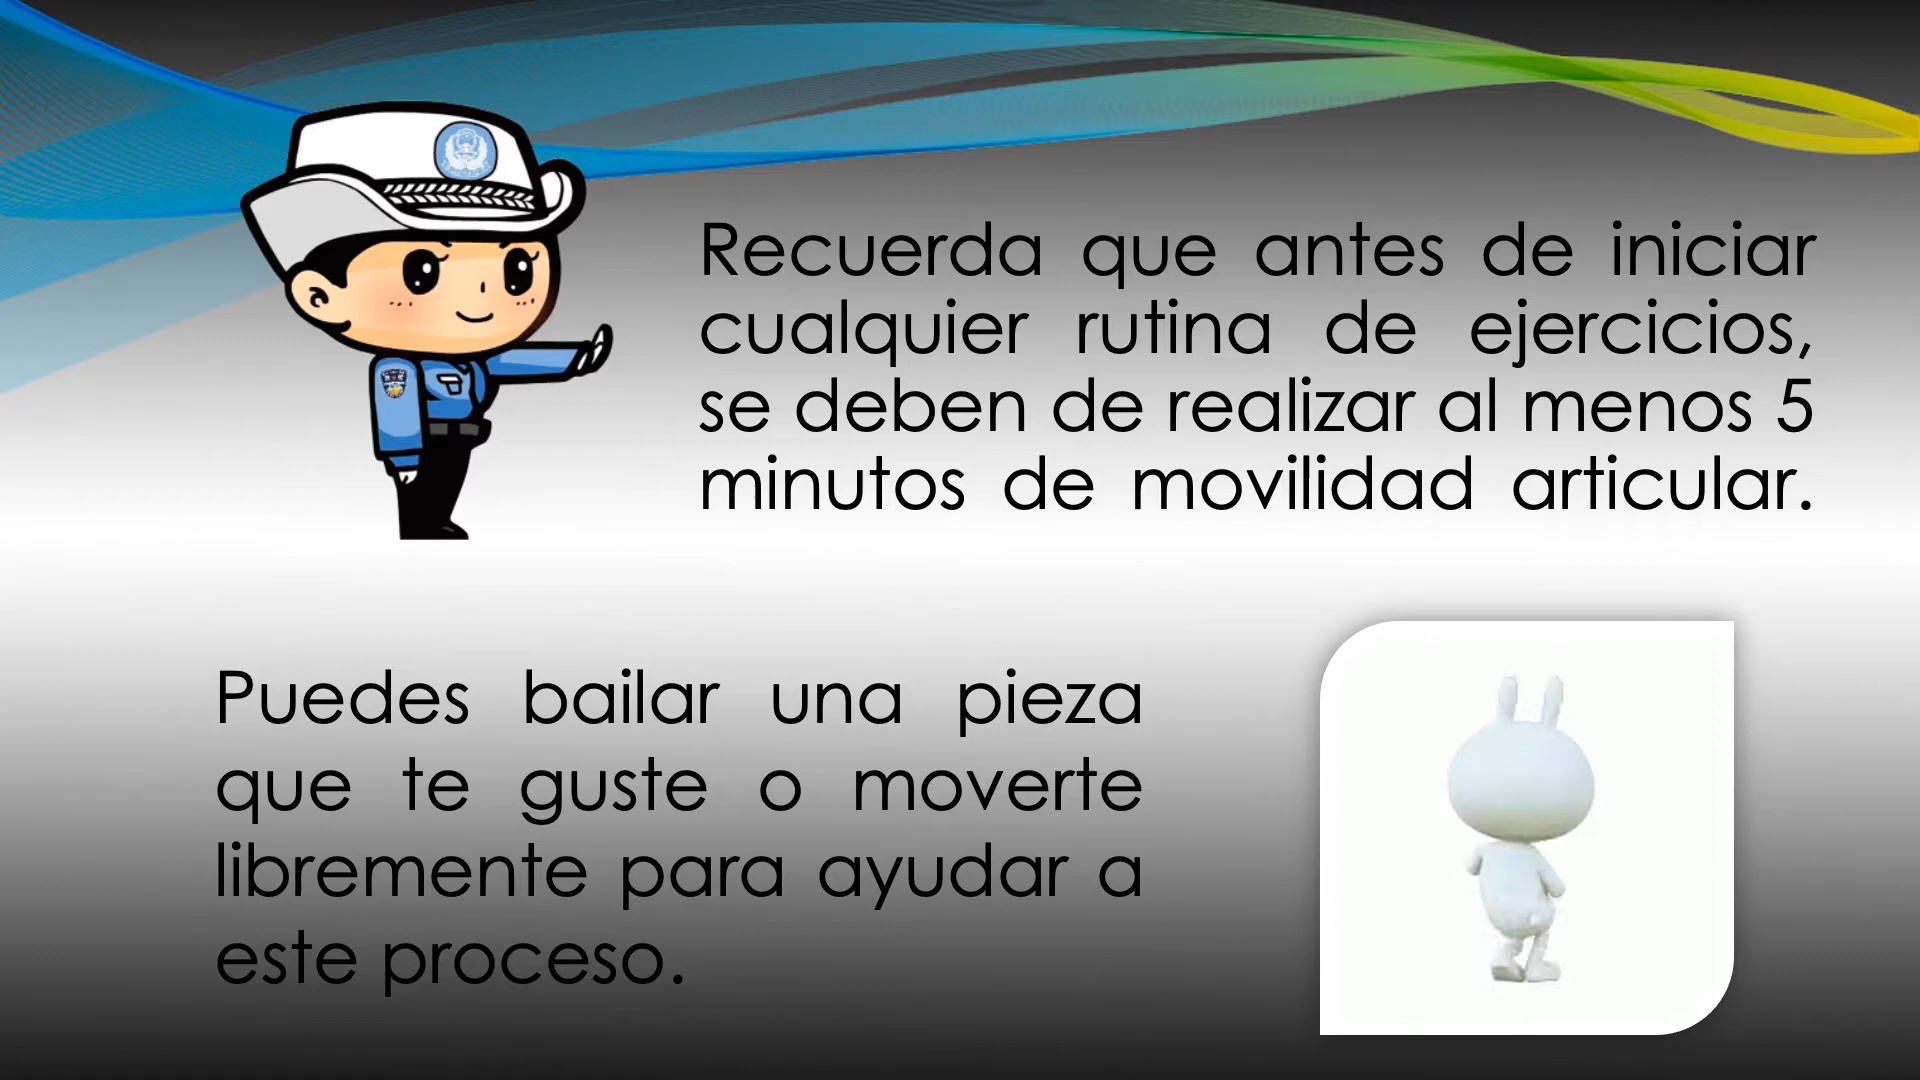 Recuerda que antes de iniciar
cualquier rutina de ejercicios,
se deben de realizar al menos 5
minutos de movilidad articular.
Puedes bailar una pieza
que te guste o moverte
libremente para ayudar a
este proceso.